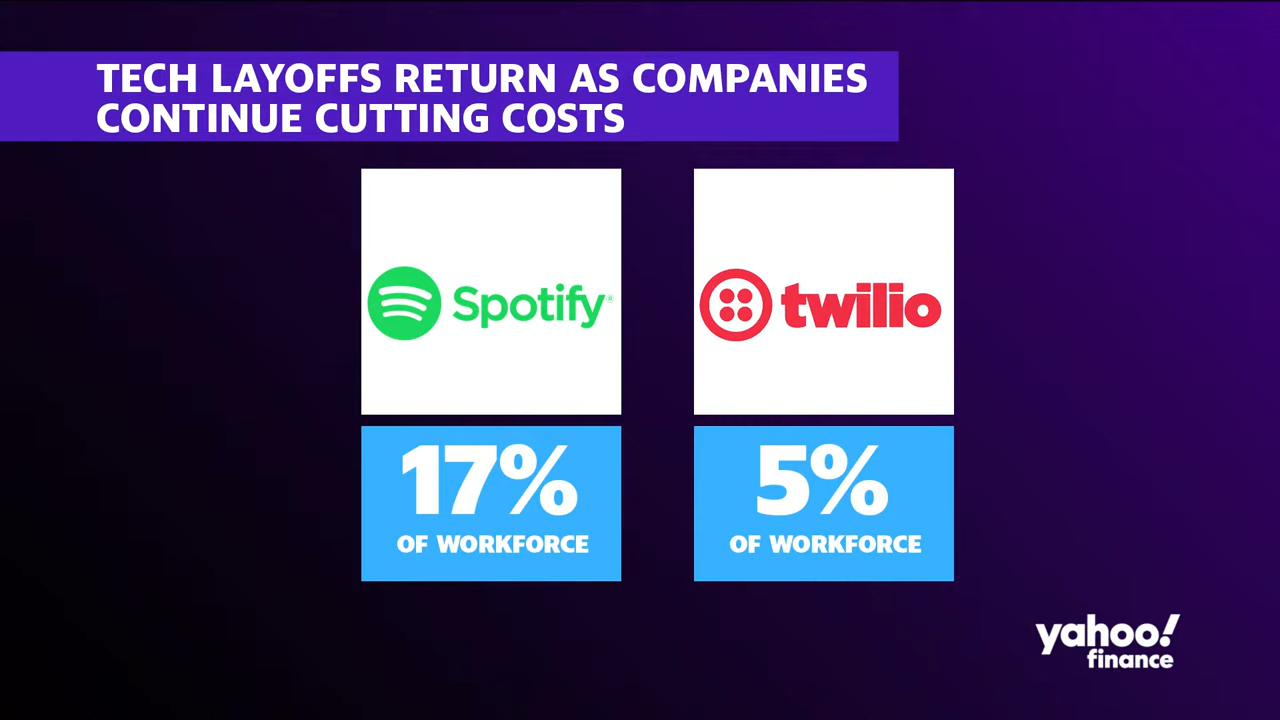 TECH LAYOFFS RETURN AS COMPANIES
CONTINUE CUTTING COSTS
Spotify®
twilio
17%
OF WORKFORCE
5%
OF WORKFORCE
yahoo!
finance